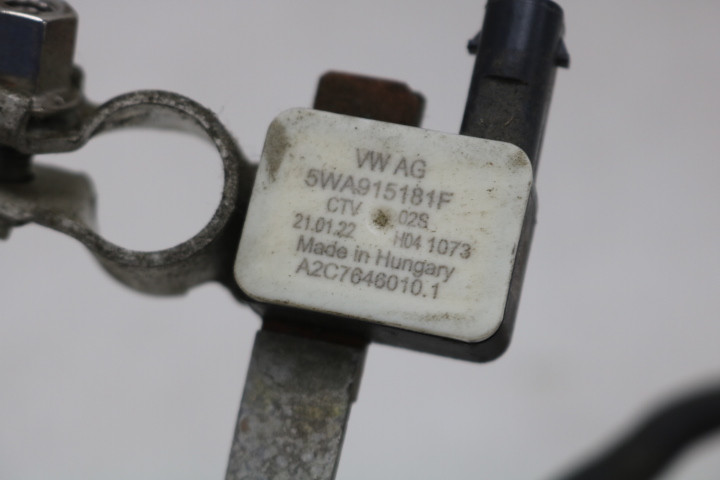 VW AG
5WA915181F
CTV 02S
21.01.22 H04 1073
Made in Hungary
A2C7646010.1